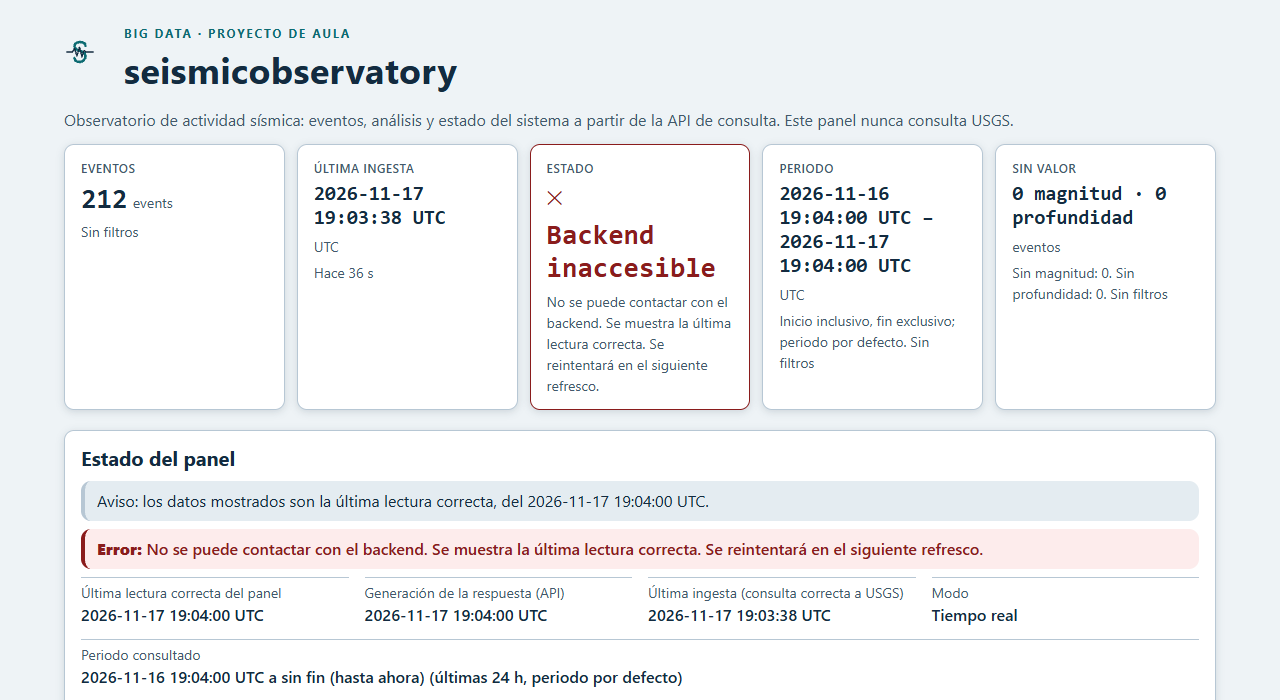 BIG DATA · PROYECTO DE AULA
seismicobservatory
Observatorio de actividad sísmica: eventos, análisis y estado del sistema a partir de la API de consulta. Este panel nunca consulta USGS.
EVENTOS
212 events
Sin filtros
ÚLTIMA INGESTA
2026-11-17
19:03:38 UTC
UTC
Hace 36 s
ESTADO
Backend
inaccesible
No se puede contactar con el
backend. Se muestra la última
lectura correcta. Se
reintentará en el siguiente
refresco.
PERIODO
2026-11-16
19:04:00 UTC –
2026-11-17
19:04:00 UTC
UTC
Inicio inclusivo, fin exclusivo;
periodo por defecto. Sin
filtros
SIN VALOR
0 magnitud · 0
profundidad
eventos
Sin magnitud: 0. Sin
profundidad: 0. Sin filtros
Estado del panel
Aviso: los datos mostrados son la última lectura correcta, del 2026-11-17 19:04:00 UTC.
Error: No se puede contactar con el backend. Se muestra la última lectura correcta. Se reintentará en el siguiente refresco.
Última lectura correcta del panel
2026-11-17 19:04:00 UTC
Generación de la respuesta (API)
2026-11-17 19:04:00 UTC
Última ingesta (consulta correcta a USGS)
2026-11-17 19:03:38 UTC
Modo
Tiempo real
Periodo consultado
2026-11-16 19:04:00 UTC a sin fin (hasta ahora) (últimas 24 h, periodo por defecto)